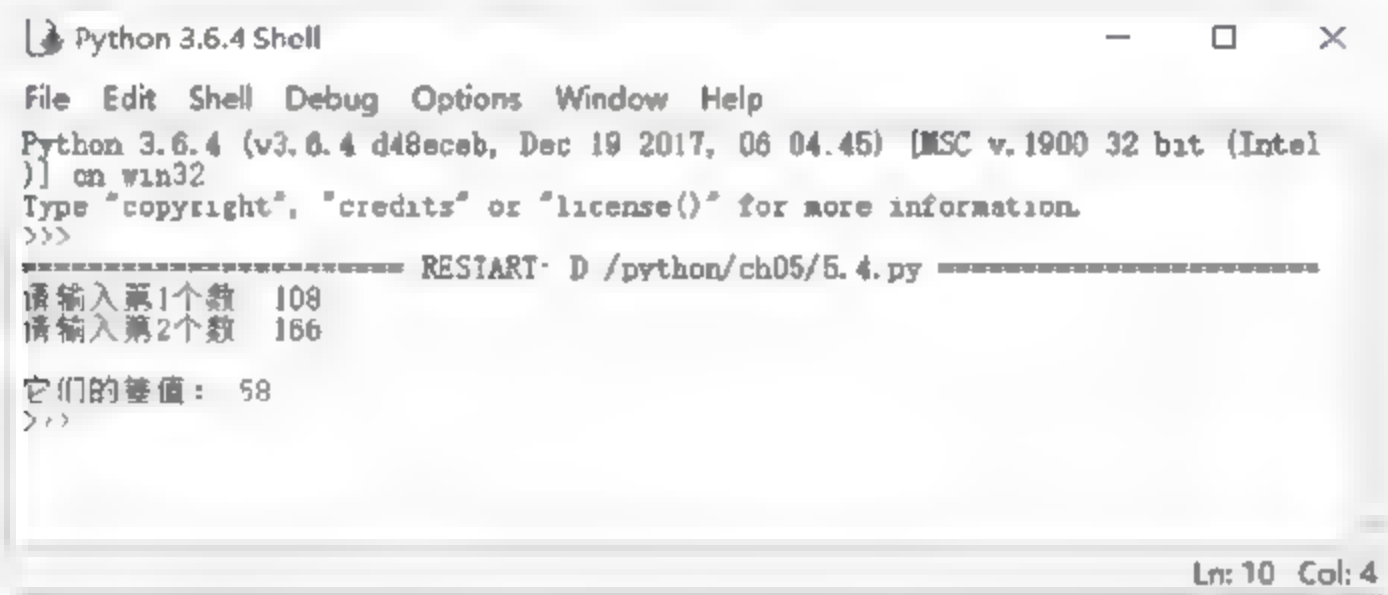 Python 3.6.4 Shell
File Edit Shell Debug Options Window Help
Python 3.6.4 (v3.6.4 d48eceb, Dec 19 2017, 06 04.45) [MSC v.1900 32 bit (Intel
)] on win32
Type "copyright", "credits" or "license()" for more information.
>>>
======================== RESTART: D /python/ch05/5.4.py ========================
请输入第1个数 108
请输入第2个数 166
它们的差值： 58
>>>
Ln: 10 Col: 4